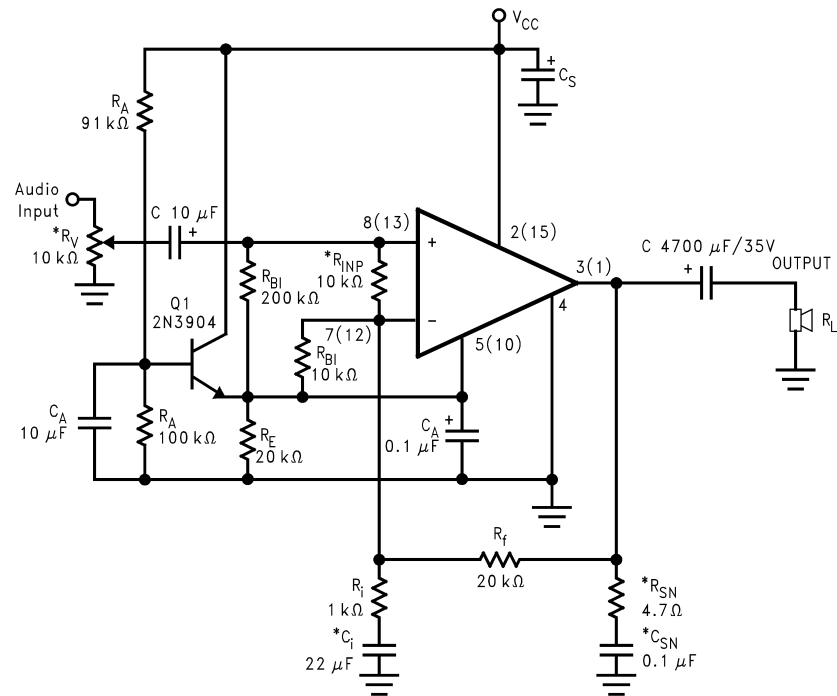 V_CC
+
C_S
R_A
91 kΩ
Audio
Input
*R_V
10 kΩ
C 10 μF
+
8(13)
+
*R_INP
10 kΩ
2(15)
3(1)
C 4700 μF/35V
+
OUTPUT
R_L
4
R_BI
200 kΩ
Q1
2N3904
7(12)
−
5(10)
R_BI
10 kΩ
C_A
10 μF
R_A
100 kΩ
R_E
20 kΩ
C_A
+
0.1 μF
R_f
20 kΩ
R_i
1 kΩ
*C_i
22 μF
*R_SN
4.7Ω
*C_SN
0.1 μF